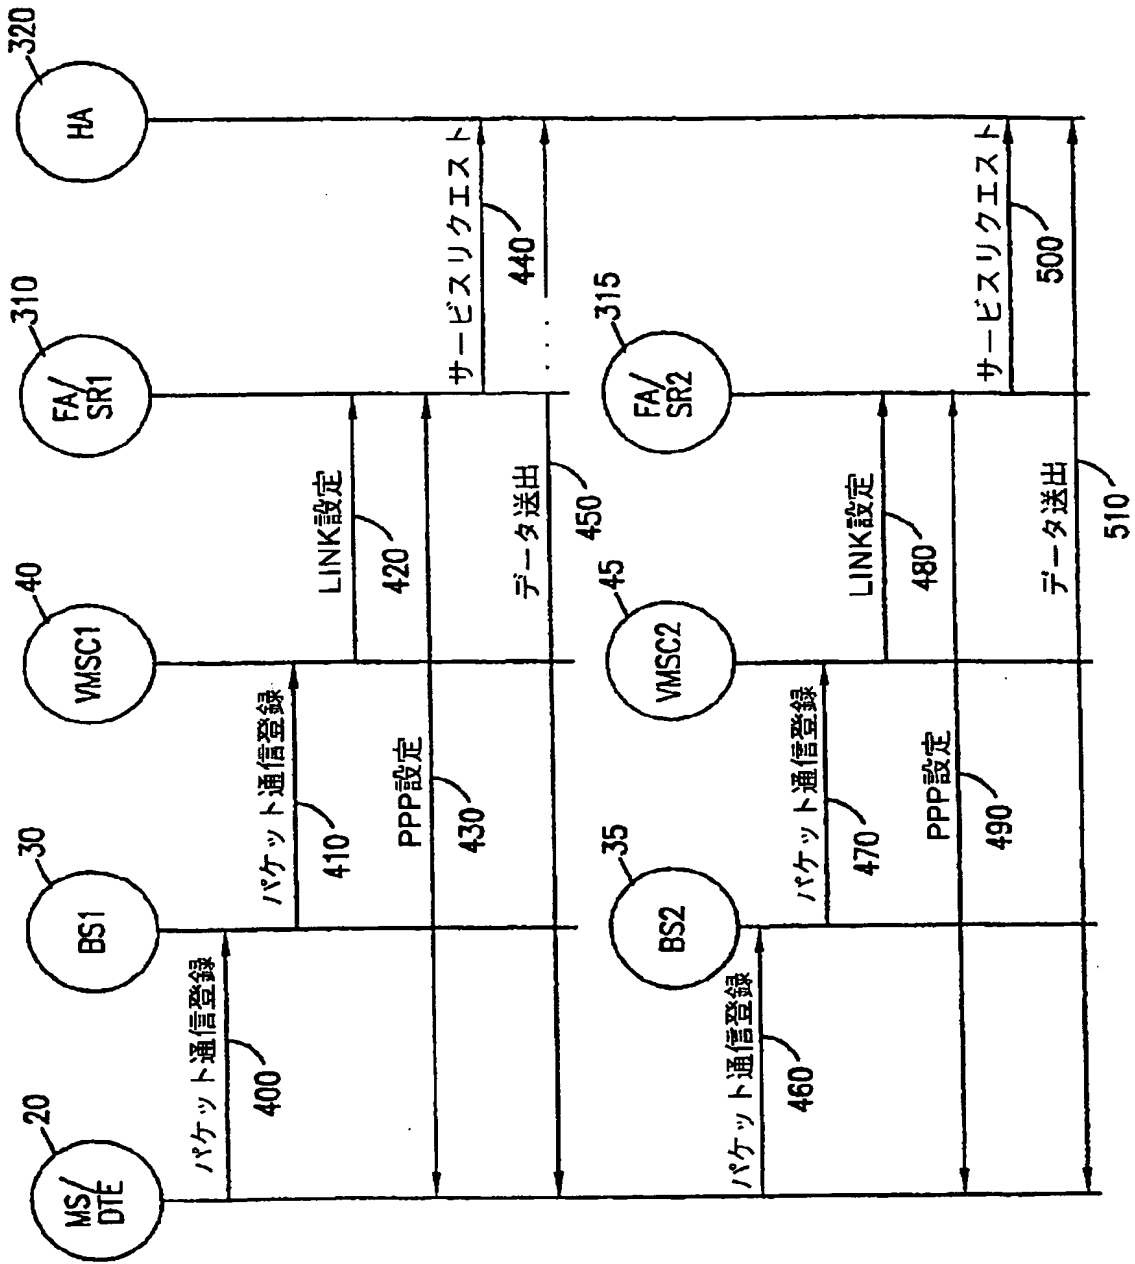 20
MS/
DTE
30
BS1
40
VMSC1
310
FA/
SR1
320
HA
パケット通信登録
400
パケット通信登録
410
LINK設定
420
PPP設定
430
サービスリクエスト
440
データ送出
450
35
BS2
45
VMSC2
315
FA/
SR2
パケット通信登録
460
パケット通信登録
470
LINK設定
480
PPP設定
490
サービスリクエスト
500
データ送出
510